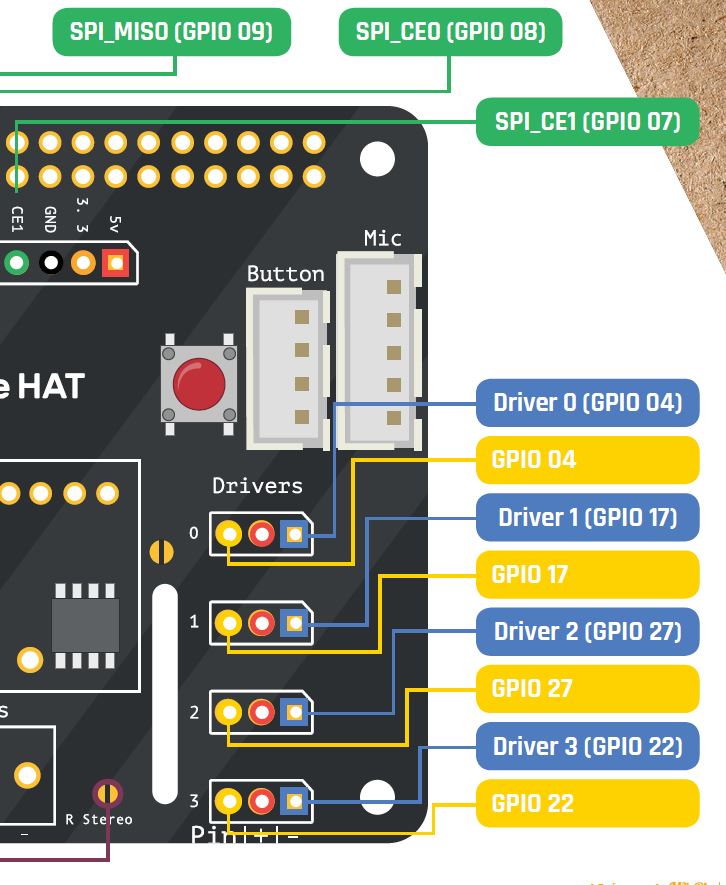 SPI_MISO (GPIO 09)
SPI_CE0 (GPIO 08)
SPI_CE1 (GPIO 07)
CE1
GND
3.3
5v
Mic
Button
e HAT
Driver 0 (GPIO 04)
GPIO 04
Drivers
0
Driver 1 (GPIO 17)
GPIO 17
1
Driver 2 (GPIO 27)
GPIO 27
2
s
Driver 3 (GPIO 22)
GPIO 22
3
R Stereo
–
Pin|+|-